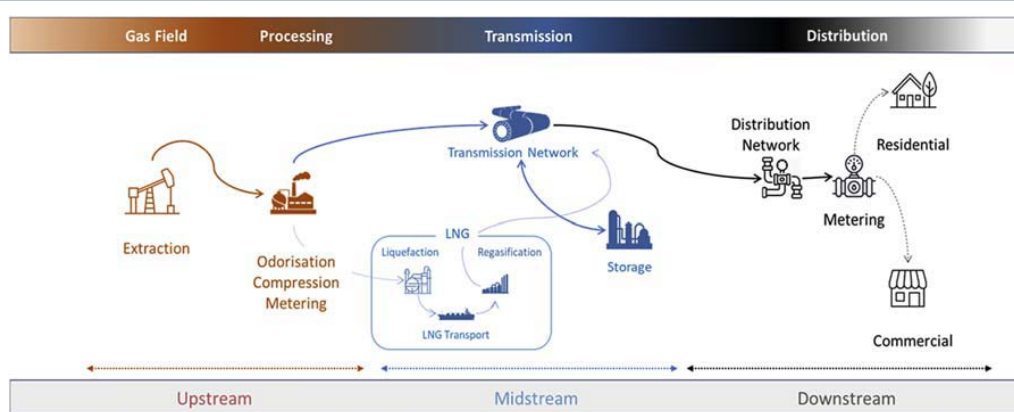 Gas Field
Processing
Transmission
Distribution
Extraction
Odorisation
Compression
Metering
Transmission Network
LNG
Liquefaction
Regasification
LNG Transport
Storage
Distribution
Network
Metering
Residential
Commercial
Upstream
Midstream
Downstream